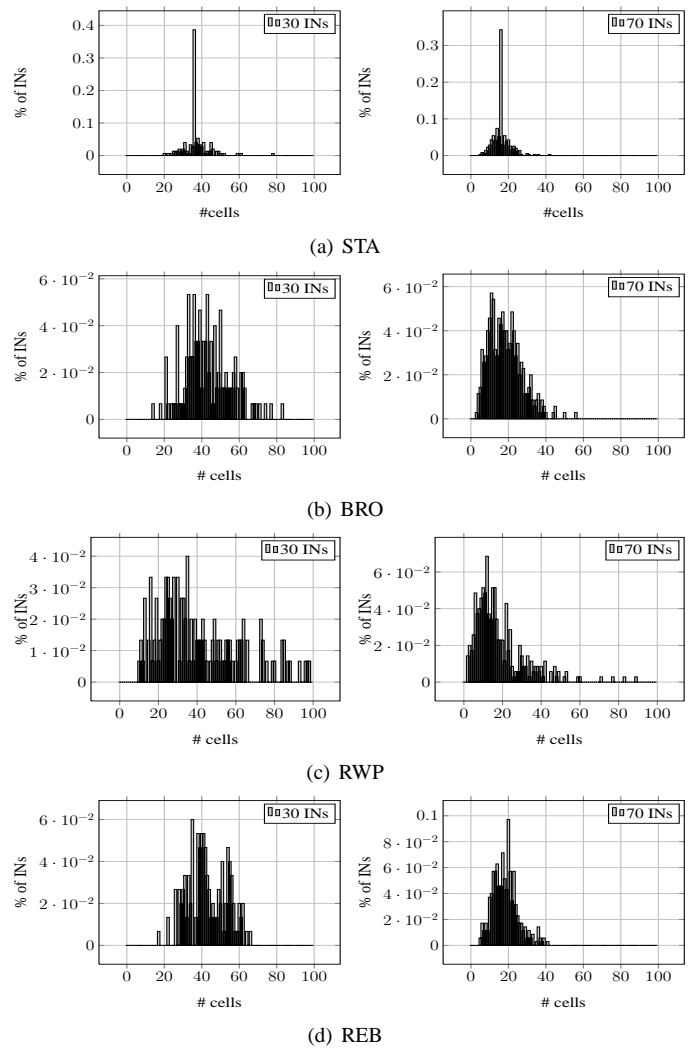 0.4
0.3
0.2
0.1
0
% of INs
30 INs
0 20 40 60 80 100
#cells
0.3
0.2
0.1
0
% of INs
70 INs
0 20 40 60 80 100
#cells
(a) STA
6 · 10⁻²
4 · 10⁻²
2 · 10⁻²
0
% of INs
30 INs
0 20 40 60 80 100
# cells
6 · 10⁻²
4 · 10⁻²
2 · 10⁻²
0
% of INs
70 INs
0 20 40 60 80 100
# cells
(b) BRO
4 · 10⁻²
3 · 10⁻²
2 · 10⁻²
1 · 10⁻²
0
% of INs
30 INs
0 20 40 60 80 100
# cells
6 · 10⁻²
4 · 10⁻²
2 · 10⁻²
0
% of INs
70 INs
0 20 40 60 80 100
# cells
(c) RWP
6 · 10⁻²
4 · 10⁻²
2 · 10⁻²
0
% of INs
30 INs
0 20 40 60 80 100
# cells
0.1
8 · 10⁻²
6 · 10⁻²
4 · 10⁻²
2 · 10⁻²
0
% of INs
70 INs
0 20 40 60 80 100
# cells
(d) REB